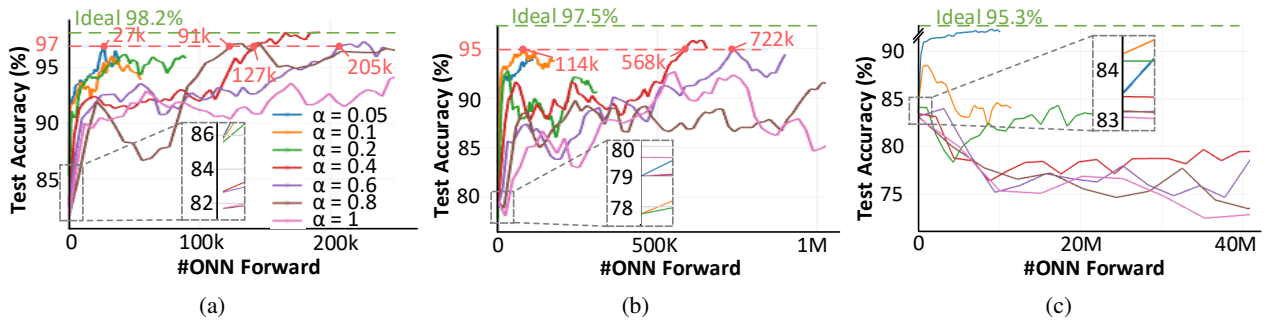 Ideal 98.2%
97
27k
91k
127k
205k
95
90
85
Test Accuracy (%)
86
84
82
α = 0.05
α = 0.1
α = 0.2
α = 0.4
α = 0.6
α = 0.8
α = 1
0
100k
200k
#ONN Forward
(a)
Ideal 97.5%
95
114k
568k
722k
90
85
80
Test Accuracy (%)
80
79
78
0
500K
1M
#ONN Forward
(b)
Ideal 95.3%
90
85
80
75
Test Accuracy (%)
84
83
0
20M
40M
#ONN Forward
(c)